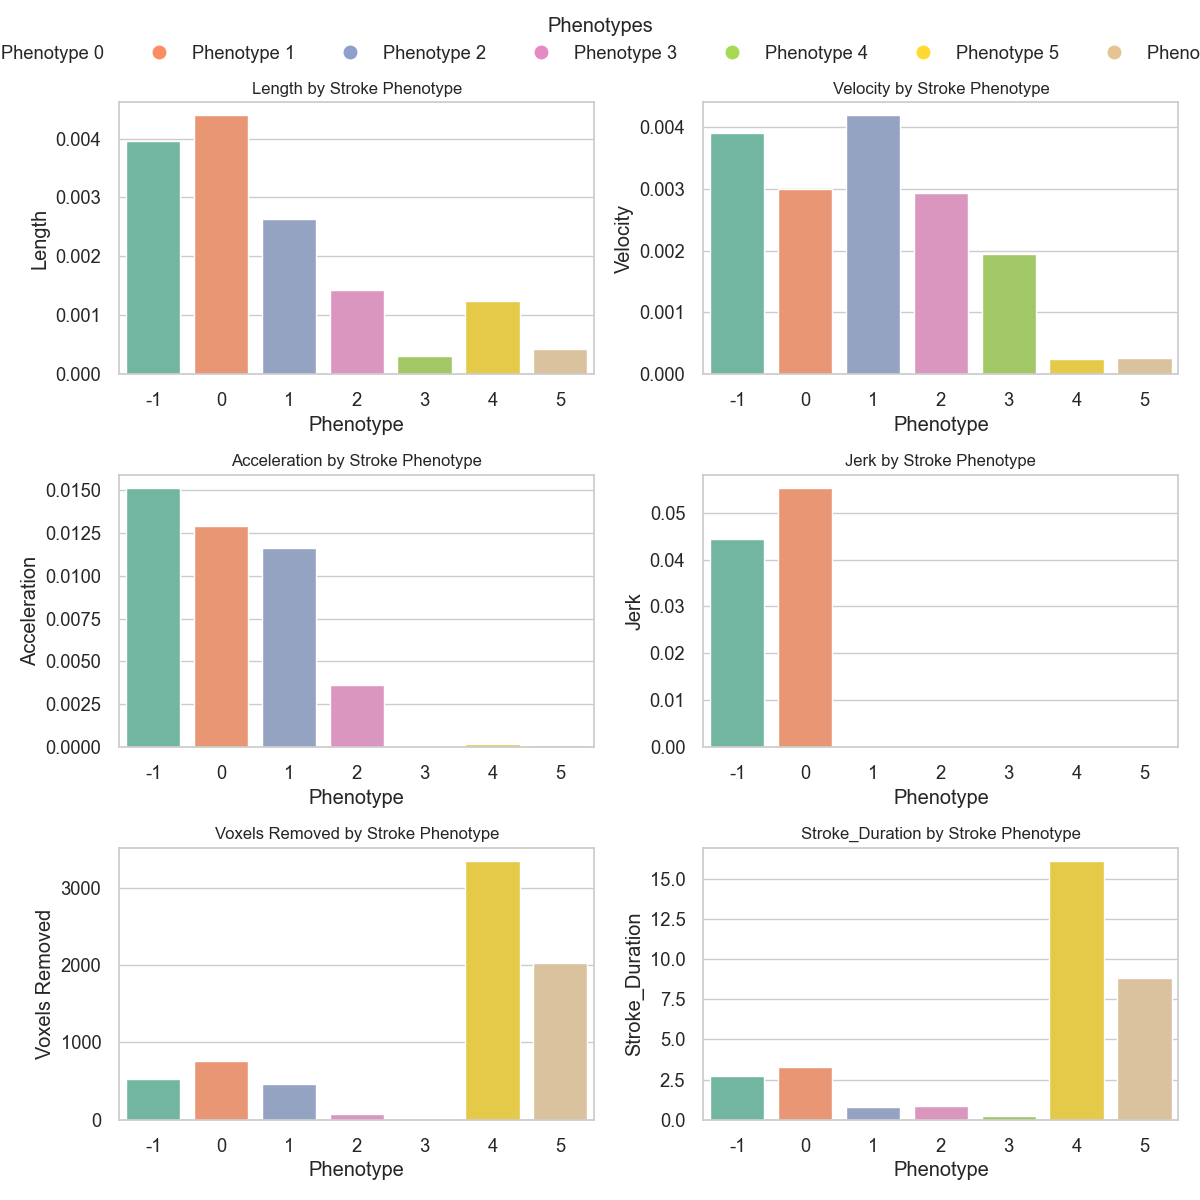 Phenotypes
Phenotype 0 Phenotype 1 Phenotype 2 Phenotype 3 Phenotype 4 Phenotype 5 Pheno
Length by Stroke Phenotype
0.004
0.003
0.002
0.001
0.000
Length
-1 0 1 2 3 4 5
Phenotype
Velocity by Stroke Phenotype
0.004
0.003
0.002
0.001
0.000
Velocity
-1 0 1 2 3 4 5
Phenotype
Acceleration by Stroke Phenotype
0.0150
0.0125
0.0100
0.0075
0.0050
0.0025
0.0000
Acceleration
-1 0 1 2 3 4 5
Phenotype
Jerk by Stroke Phenotype
0.05
0.04
0.03
0.02
0.01
0.00
Jerk
-1 0 1 2 3 4 5
Phenotype
Voxels Removed by Stroke Phenotype
3000
2000
1000
0
Voxels Removed
-1 0 1 2 3 4 5
Phenotype
Stroke_Duration by Stroke Phenotype
15.0
12.5
10.0
7.5
5.0
2.5
0.0
Stroke_Duration
-1 0 1 2 3 4 5
Phenotype